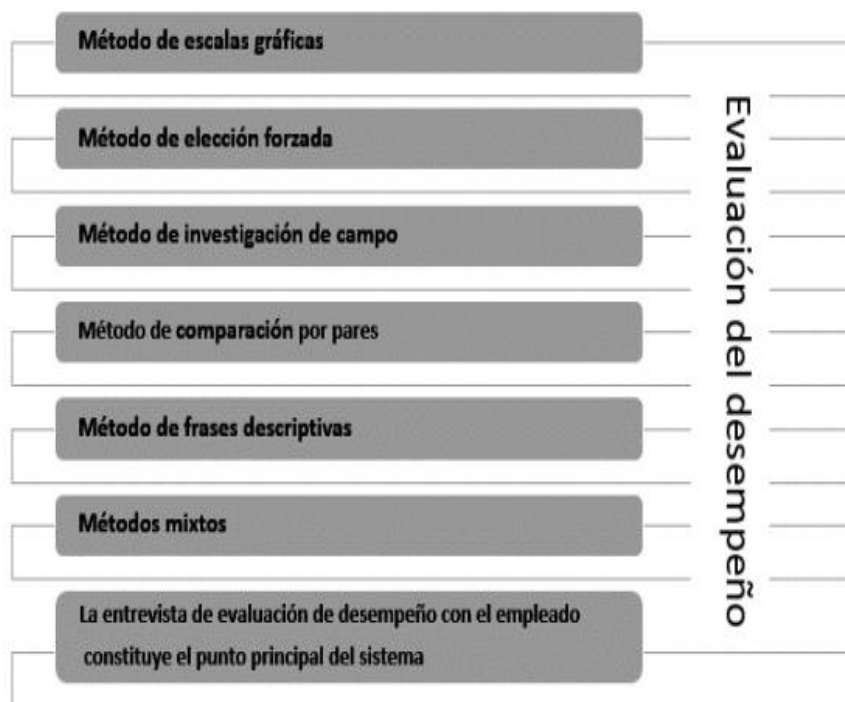 Método de escalas gráficas
Método de elección forzada
Método de investigación de campo
Método de comparación por pares
Método de frases descriptivas
Métodos mixtos
La entrevista de evaluación de desempeño con el empleado
constituye el punto principal del sistema
Evaluación del desempeño